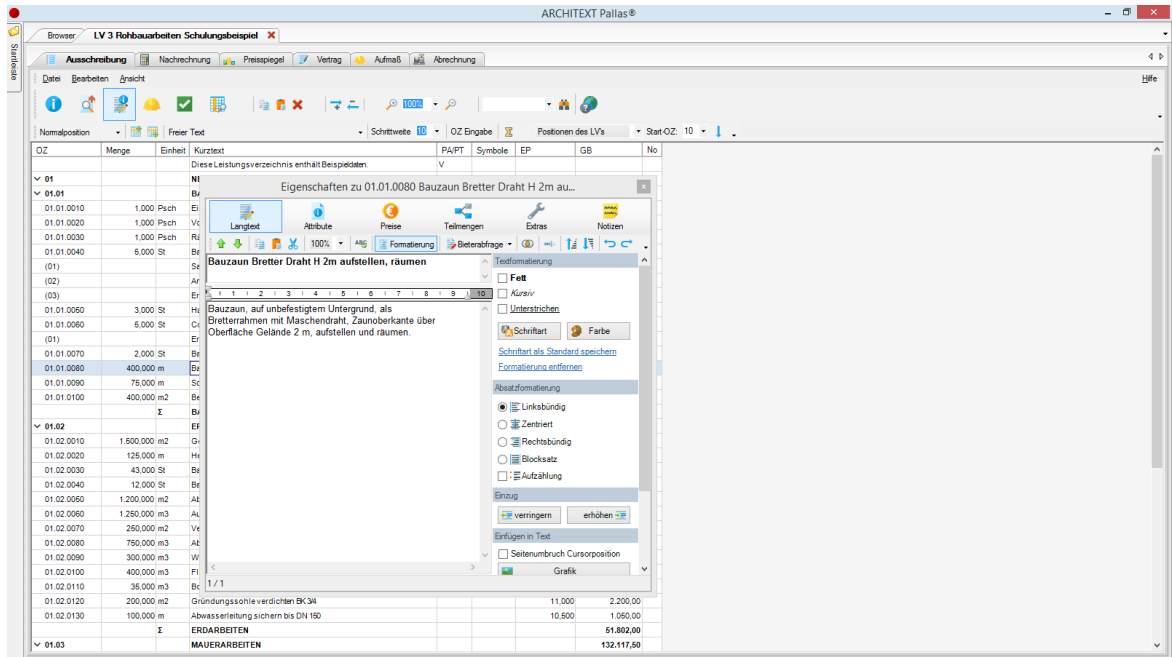 ARCHITEXT Pallas®
Startleiste
Browser LV 3 Rohbauarbeiten Schulungsbeispiel
Ausschreibung Nachrechnung Preisspiegel Vertrag Aufmaß Abrechnung
Datei Bearbeiten Ansicht Hilfe
100%
Normalposition Freier Text Schrittweite 10 OZ Eingabe Positionen des LV's Start-OZ: 10
OZ Menge Einheit Kurztext PA/PT Symbole EP GB No
Diese Leistungsverzeichnis enthält Beispieldaten. V
01
01.01
01.01.0010 1,000 Psch
01.01.0020 1,000 Psch
01.01.0030 1,000 Psch
01.01.0040 5,000 St
(01)
(02)
(03)
01.01.0050 3,000 St
01.01.0060 5,000 St
(01)
01.01.0070 2,000 St
01.01.0080 400,000 m
01.01.0090 75,000 m
01.01.0100 400,000 m2
Σ
01.02
01.02.0010 1.500,000 m2
01.02.0020 125,000 m
01.02.0030 43,000 St
01.02.0040 12,000 St
01.02.0050 1.200,000 m2
01.02.0060 1.250,000 m3
01.02.0070 250,000 m2
01.02.0080 750,000 m3
01.02.0090 300,000 m3
01.02.0100 400,000 m3
01.02.0110 35,000 m3
01.02.0120 200,000 m2 Gründungssohle verdichten BK 3/4 11,000 2.200,00
01.02.0130 100,000 m Abwasserleitung sichern bis DN 150 10,500 1.050,00
Σ ERDARBEITEN 51.802,00
01.03 MAUERARBEITEN 132.117,50
Eigenschaften zu 01.01.0080 Bauzaun Bretter Draht H 2m au...
Langtext Attribute Preise Teilmengen Extras Notizen
100% ABC Formatierung Bieterabfrage
Bauzaun Bretter Draht H 2m aufstellen, räumen
1 2 3 4 5 6 7 8 9 10
Bauzaun, auf unbefestigtem Untergrund, als
Bretterrahmen mit Maschendraht, Zaunoberkante über
Oberfläche Gelände 2 m, aufstellen und räumen.
1 / 1
Textformatierung
Fett
Kursiv
Unterstrichen
Schriftart Farbe
Schriftart als Standard speichern
Formatierung entfernen
Absatzformatierung
Linksbündig
Zentriert
Rechtsbündig
Blocksatz
Aufzählung
Einzug
verringern erhöhen
Einfügen in Text
Seitenumbruch Cursorposition
Grafik